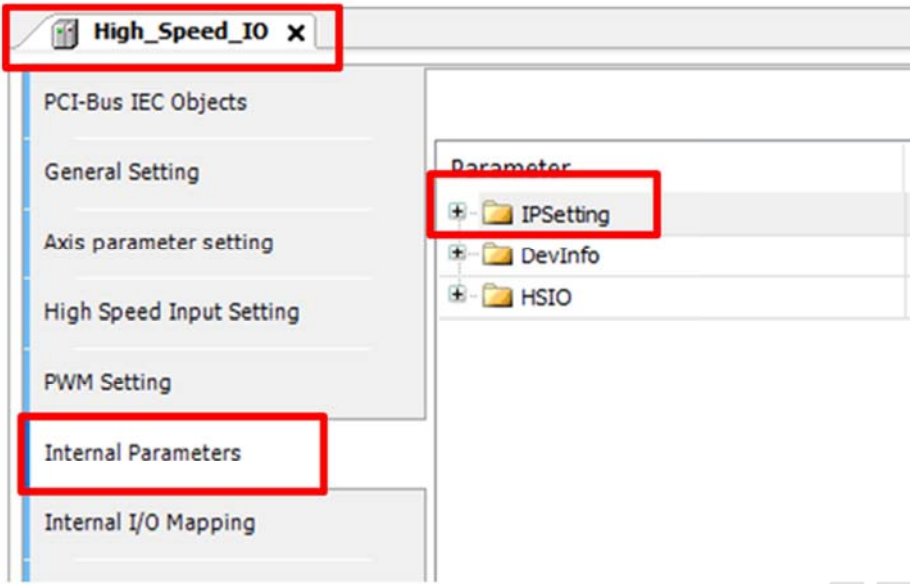 High_Speed_IO x
PCI-Bus IEC Objects
General Setting
Axis parameter setting
High Speed Input Setting
PWM Setting
Internal Parameters
Internal I/O Mapping
Parameter
IPSetting
DevInfo
HSIO